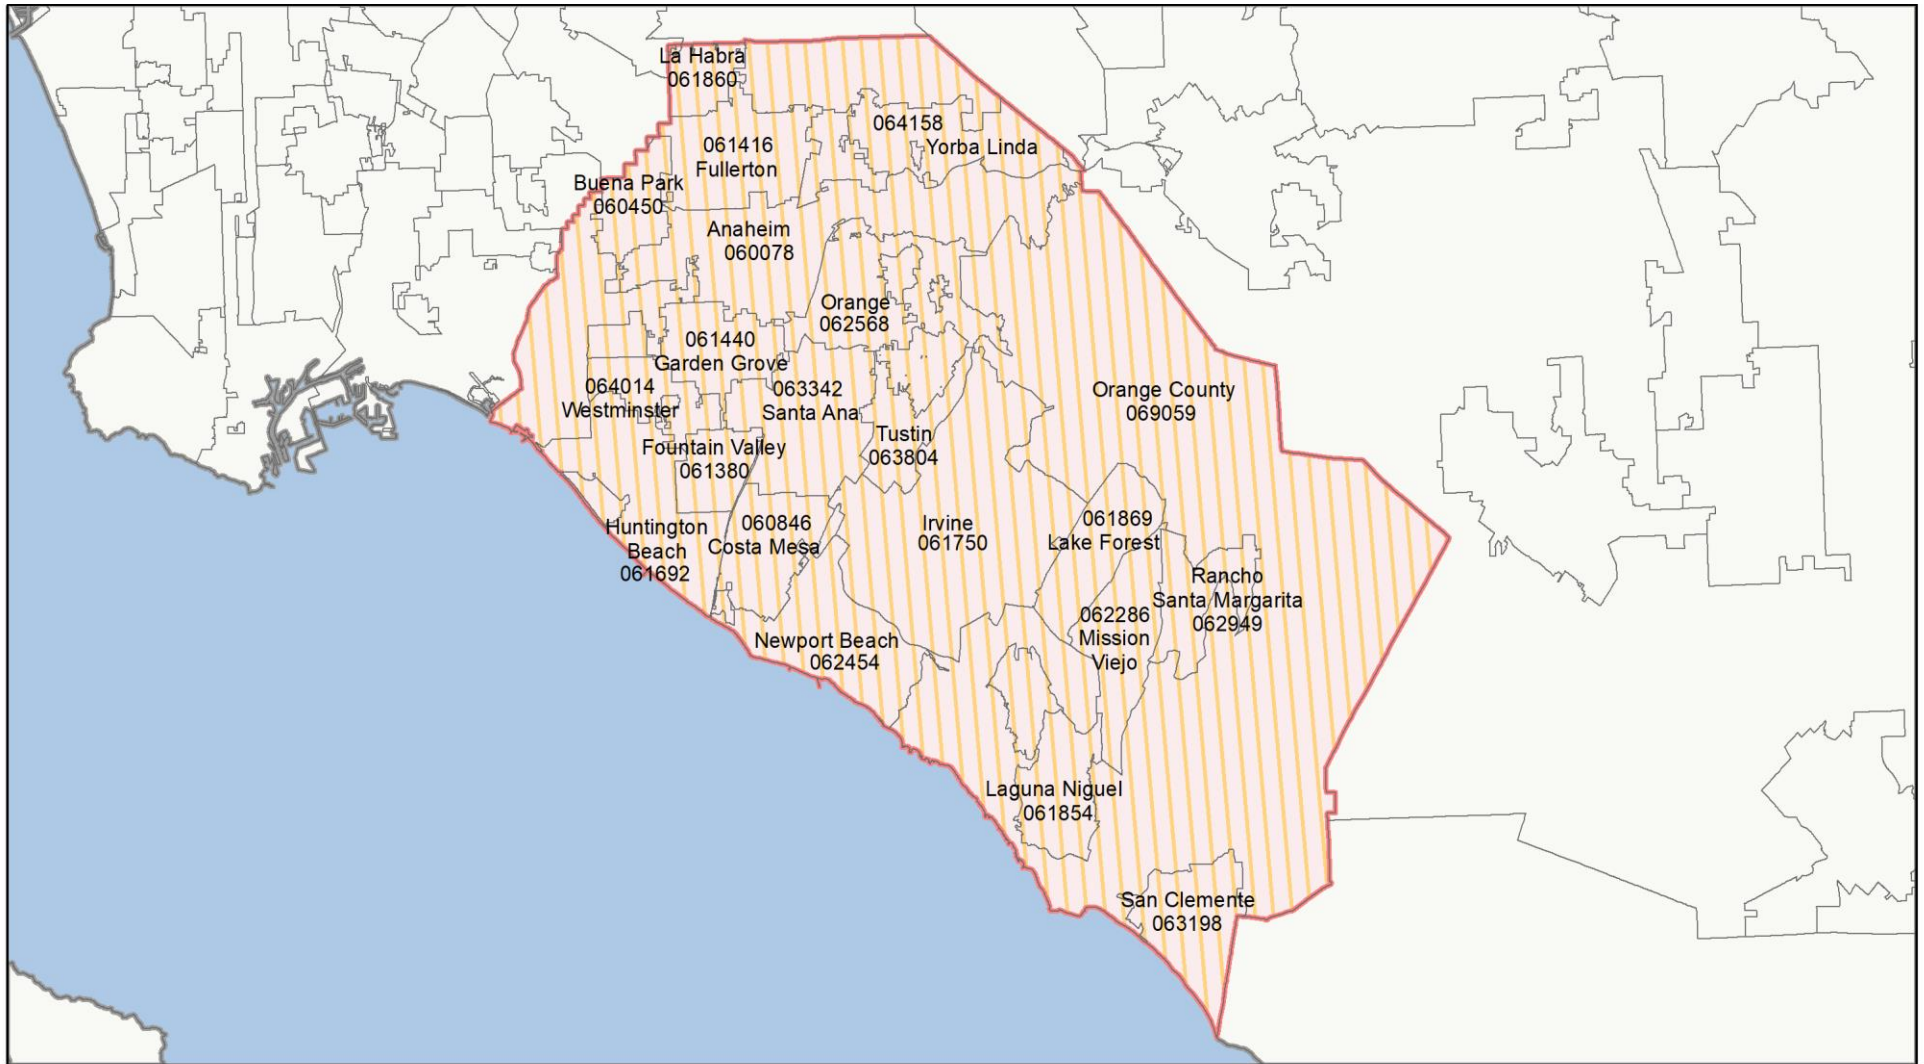 La Habra
061860
064158
Yorba Linda
061416
Fullerton
Buena Park
060450
Anaheim
060078
Orange
062568
061440
Garden Grove
064014
Westminster
063342
Santa Ana
Orange County
069059
Tustin
063804
Fountain Valley
061380
Huntington
Beach
061692
060846
Costa Mesa
Irvine
061750
061869
Lake Forest
Rancho
Santa Margarita
062949
062286
Mission
Viejo
Newport Beach
062454
Laguna Niguel
061854
San Clemente
063198